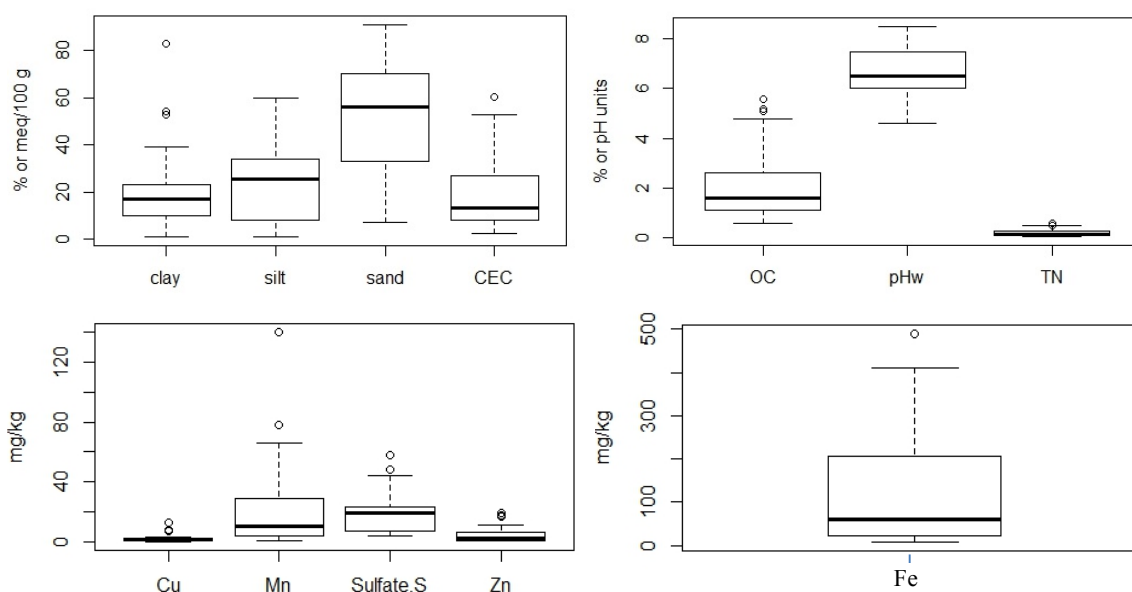 % or meq/100 g
80
60
40
20
0
clay silt sand CEC
% or pH units
8
6
4
2
0
OC pHw TN
mg/kg
120
80
40
0
Cu Mn Sulfate.S Zn
mg/kg
500
300
100
0
Fe